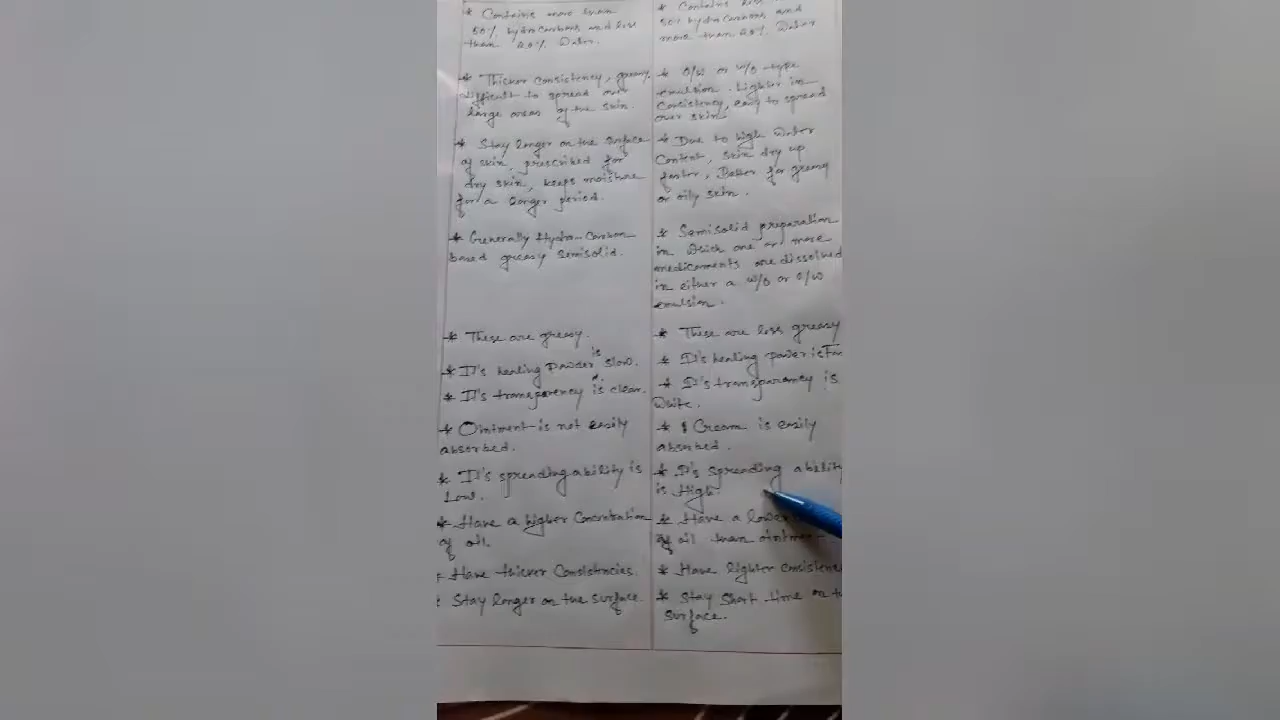 * Contains more than
50% hydrocarbons and less
than 20% Water.
* Thicker consistency, greasy.
difficult to spread over
large areas of the skin.
* Stay longer on the surface
of skin, prescribed for
dry skin, keeps moisture
for a longer period.
* Generally Hydro-Carbon
based greasy semisolid.
* These are greasy.
* It's healing Power is slow.
* It's transparency is clear.
* Ointment is not easily
absorbed.
* It's spreading ability is
Low.
* Have a higher Concentration
of oil.
* Have thicker Consistencies.
* Stay longer on the surface.
* Contains less
50% hydrocarbons and
more than 20% Water
* O/W or W/O type
emulsion. Lighter in
Consistency, easy to spread
over skin.
* Due to high Water
Content, skin dry up
faster, Better for greasy
or oily skin.
* Semisolid preparation
in which one or more
medicaments are dissolved
in either a W/O or O/W
emulsion.
* These are less greasy
* It's healing power is
* It's transparency is
* Cream is easily
absorbed.
* It's spreading ability
is High.
* Have a lower
of oil than ointment
* Have lighter
* Stay Short time on
surface.